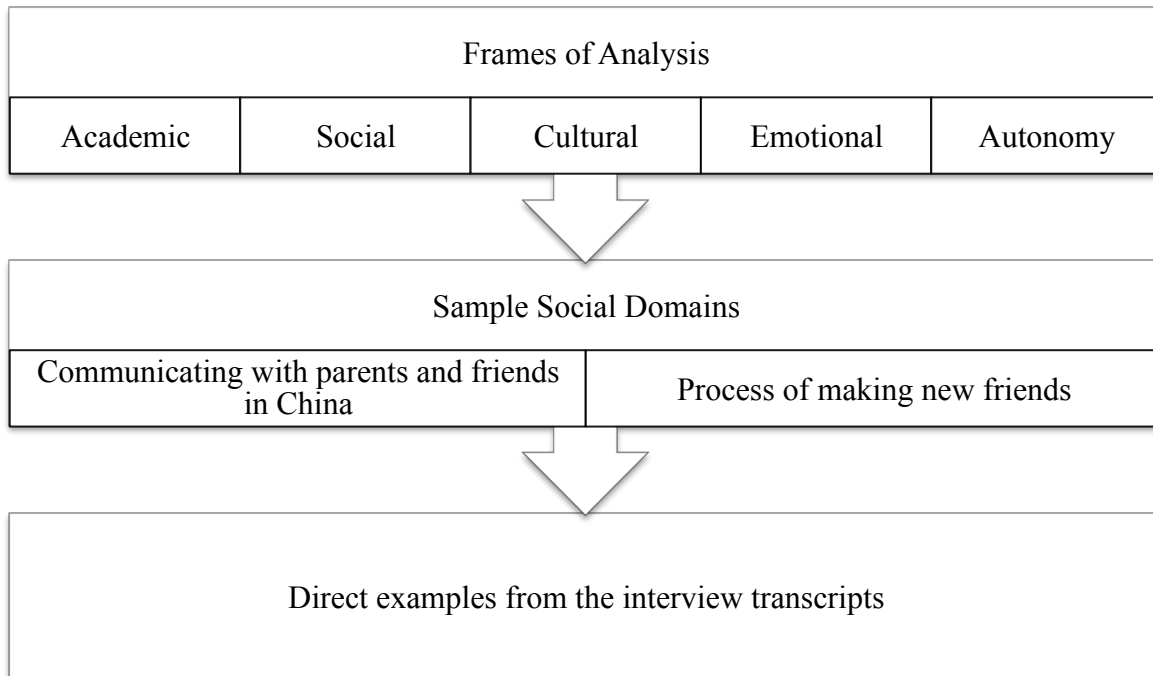 Frames of Analysis
Academic
Social
Cultural
Emotional
Autonomy
Sample Social Domains
Communicating with parents and friends
in China
Process of making new friends
Direct examples from the interview transcripts